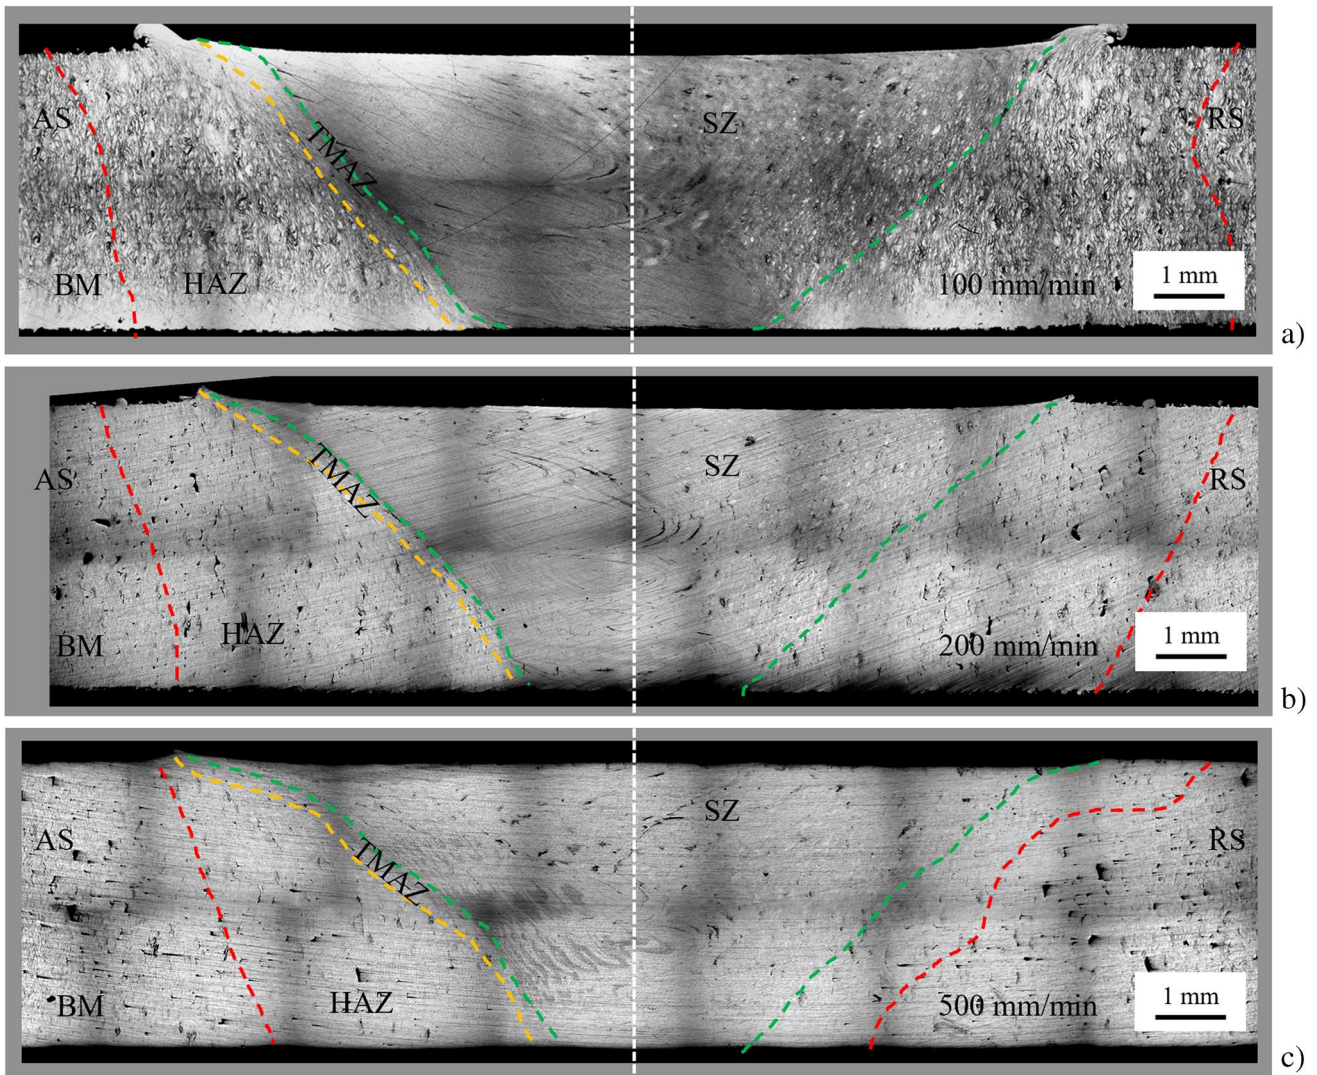 AS
TMAZ
SZ
RS
BM
HAZ
100 mm/min
1 mm
a)
AS
TMAZ
SZ
RS
BM
HAZ
200 mm/min
1 mm
b)
AS
TMAZ
SZ
RS
BM
HAZ
500 mm/min
1 mm
c)